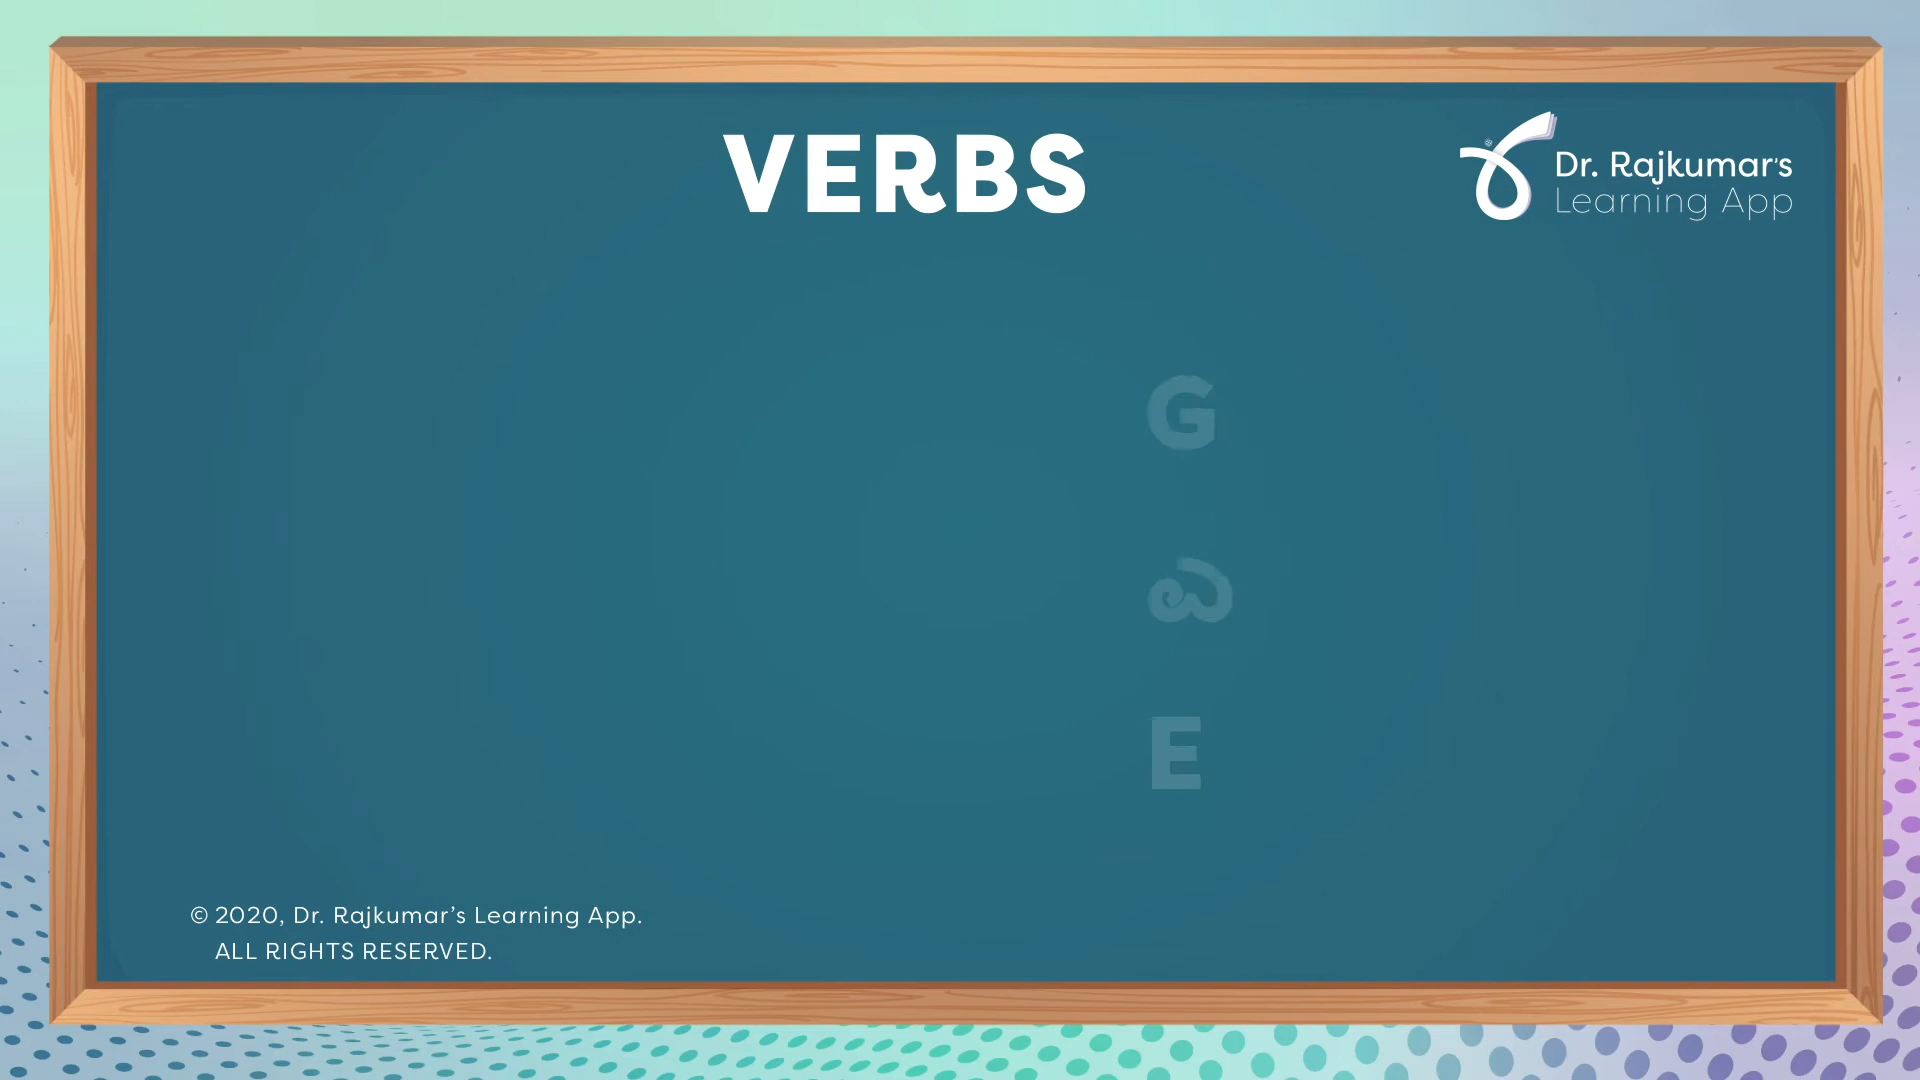 VERBS
Dr. Rajkumar's
Learning App
G
ಎ
E
© 2020, Dr. Rajkumar's Learning App.
ALL RIGHTS RESERVED.